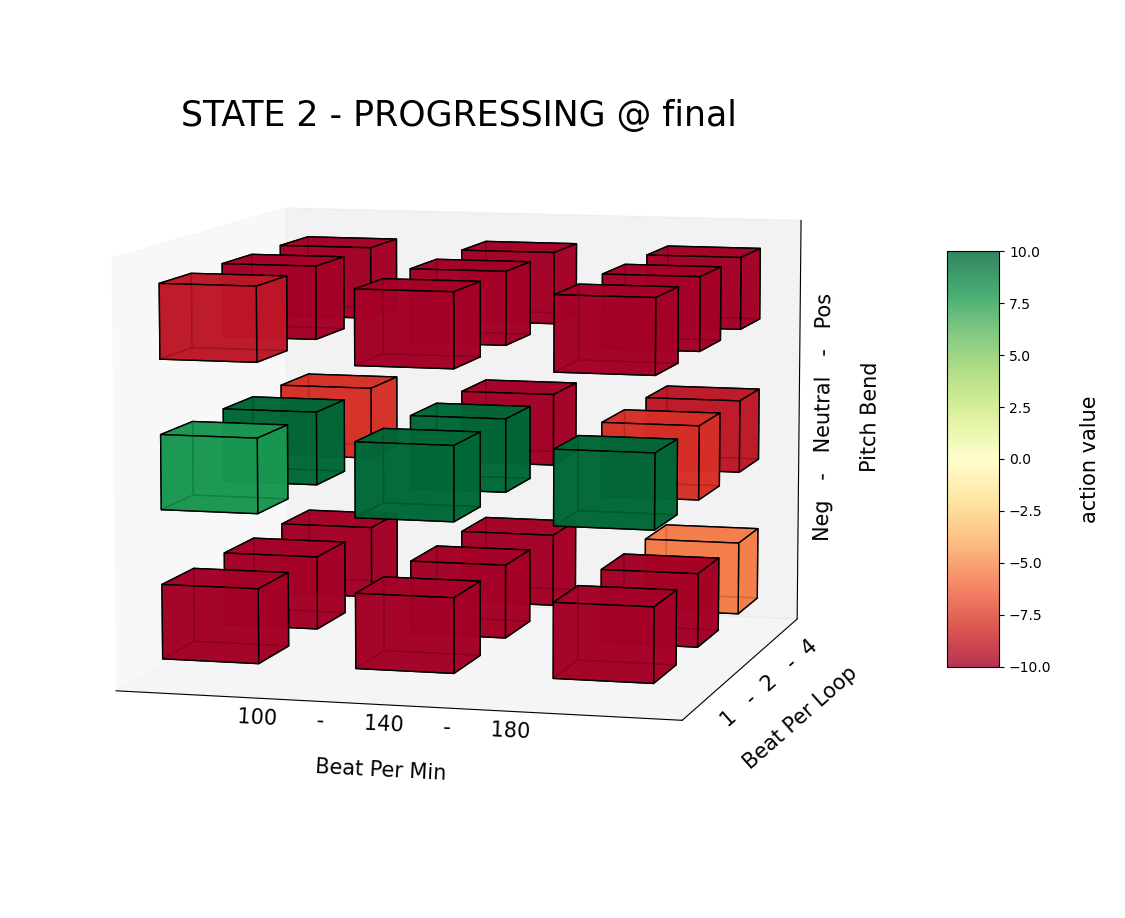 STATE 2 - PROGRESSING @ final
Neg - Neutral - Pos
Pitch Bend
100 - 140 - 180
Beat Per Min
1 - 2 - 4
Beat Per Loop
10.0
7.5
5.0
2.5
0.0
−2.5
−5.0
−7.5
−10.0
action value